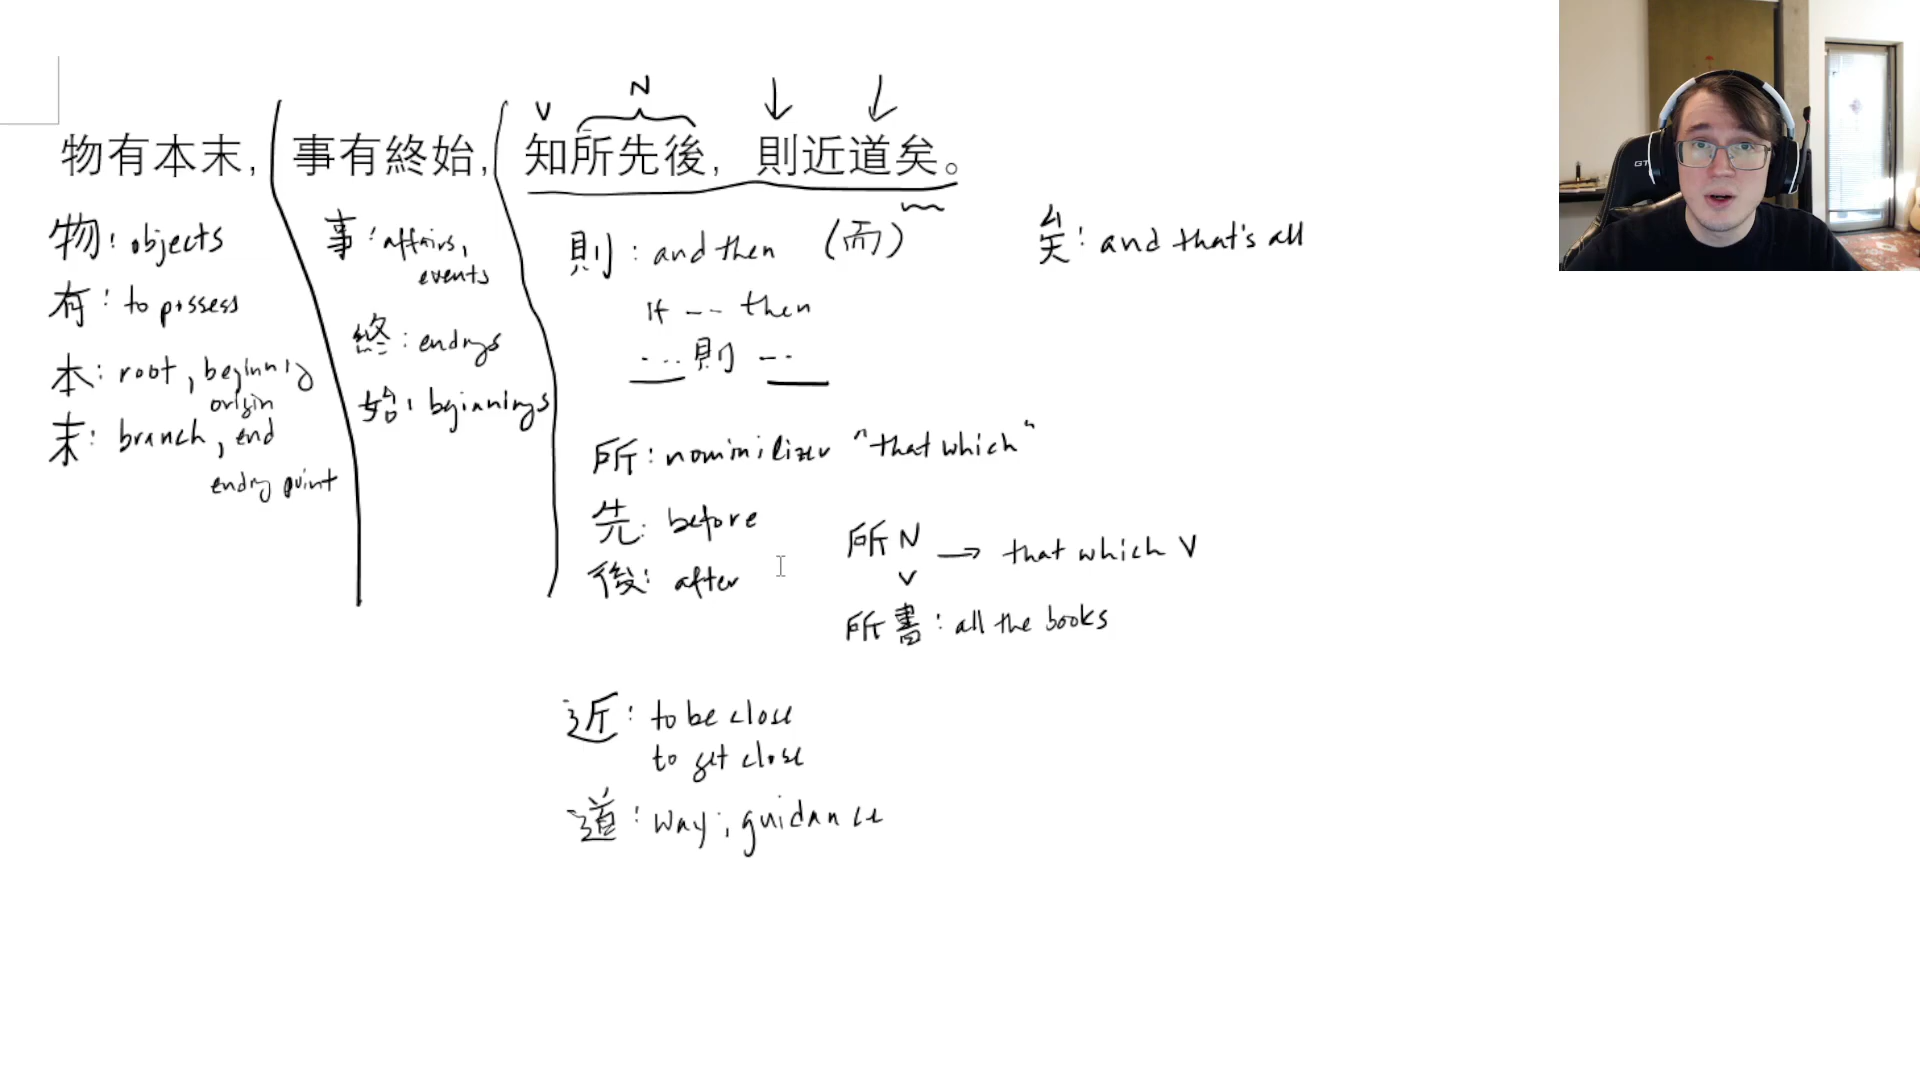 V N
物有本末, 事有終始, 知所先後, 則近道矣。
物: objects
有: to possess
本: root, beginning
origin
末: branch, end
ending point
事: affairs,
events
終: endings
始: beginnings
則: and then (而)
If -- then
... 則 --
所: nominilizer "that which"
先: before
後: after
所 N → that which V
V
所書: all the books
近: to be close
to get close
道: way; guidance
矣: and that's all
GT